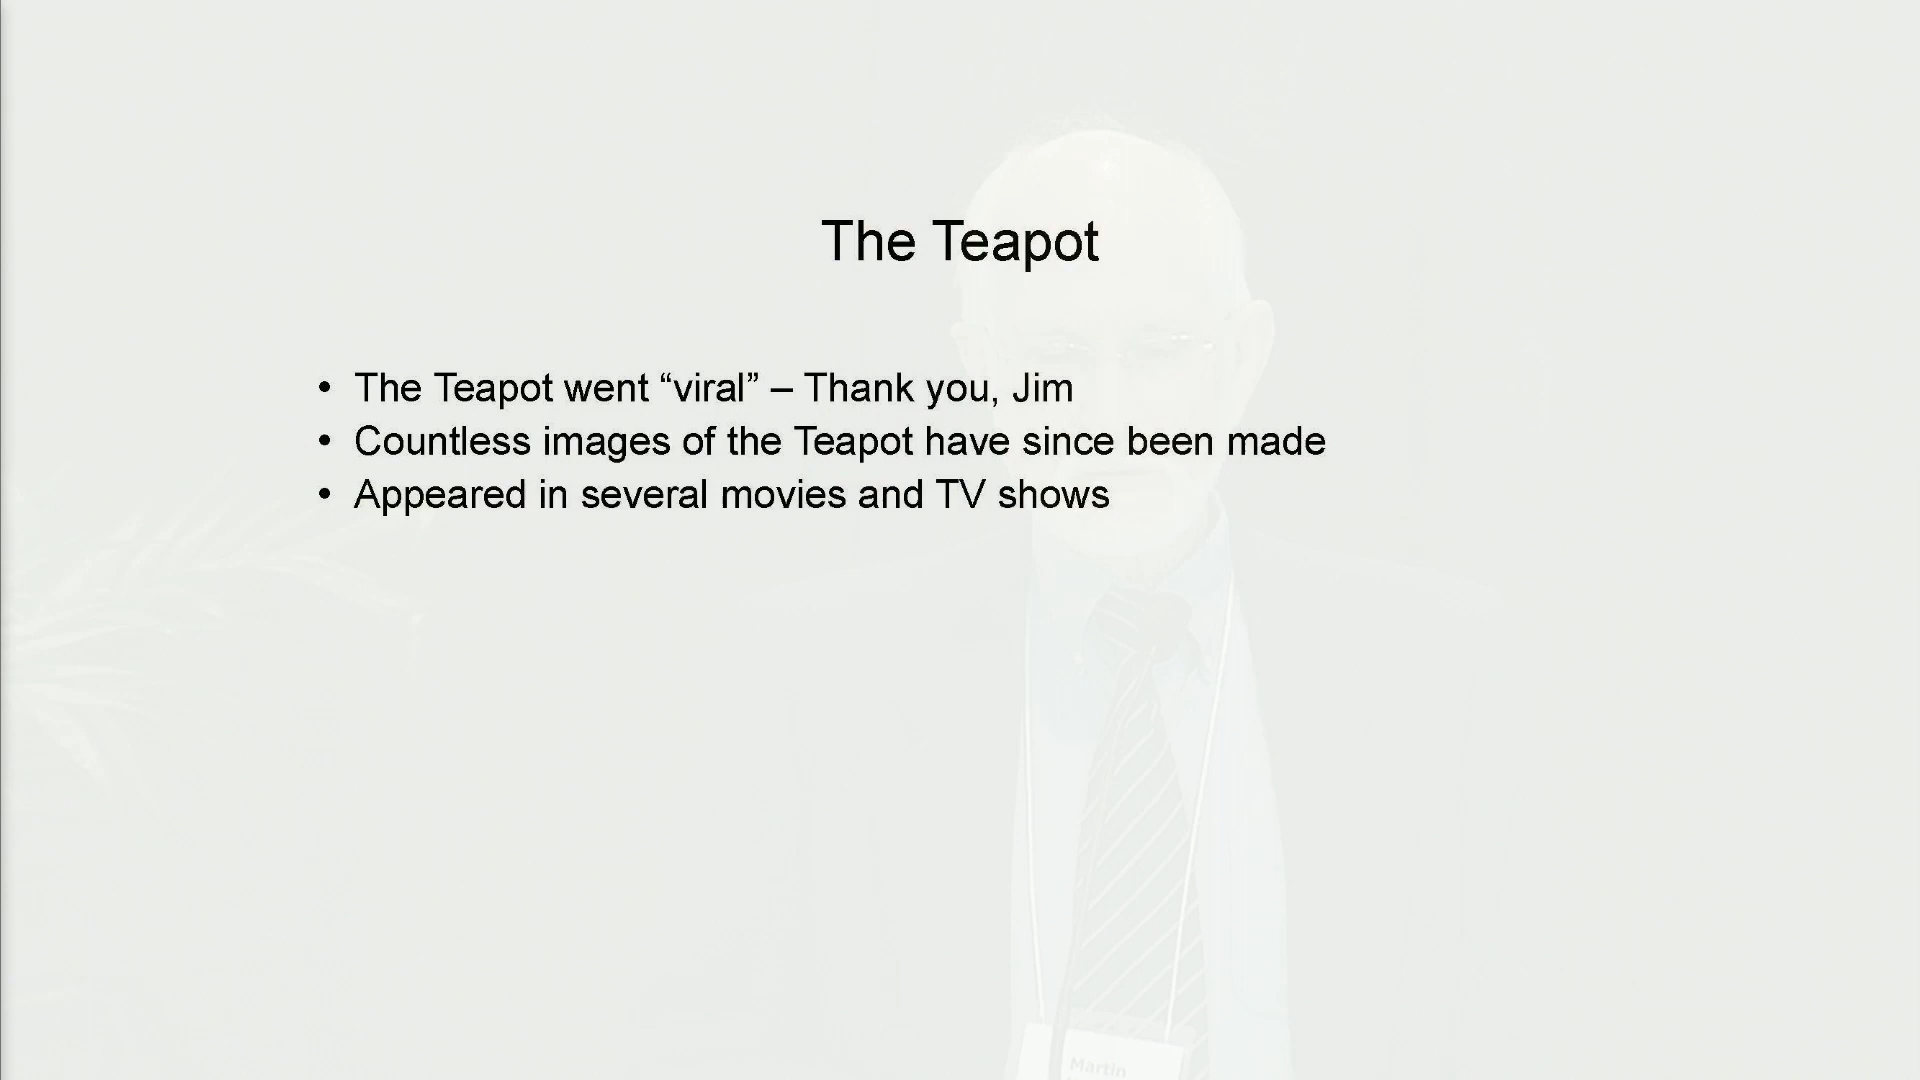 The Teapot
• The Teapot went “viral” – Thank you, Jim
• Countless images of the Teapot have since been made
• Appeared in several movies and TV shows
Martin